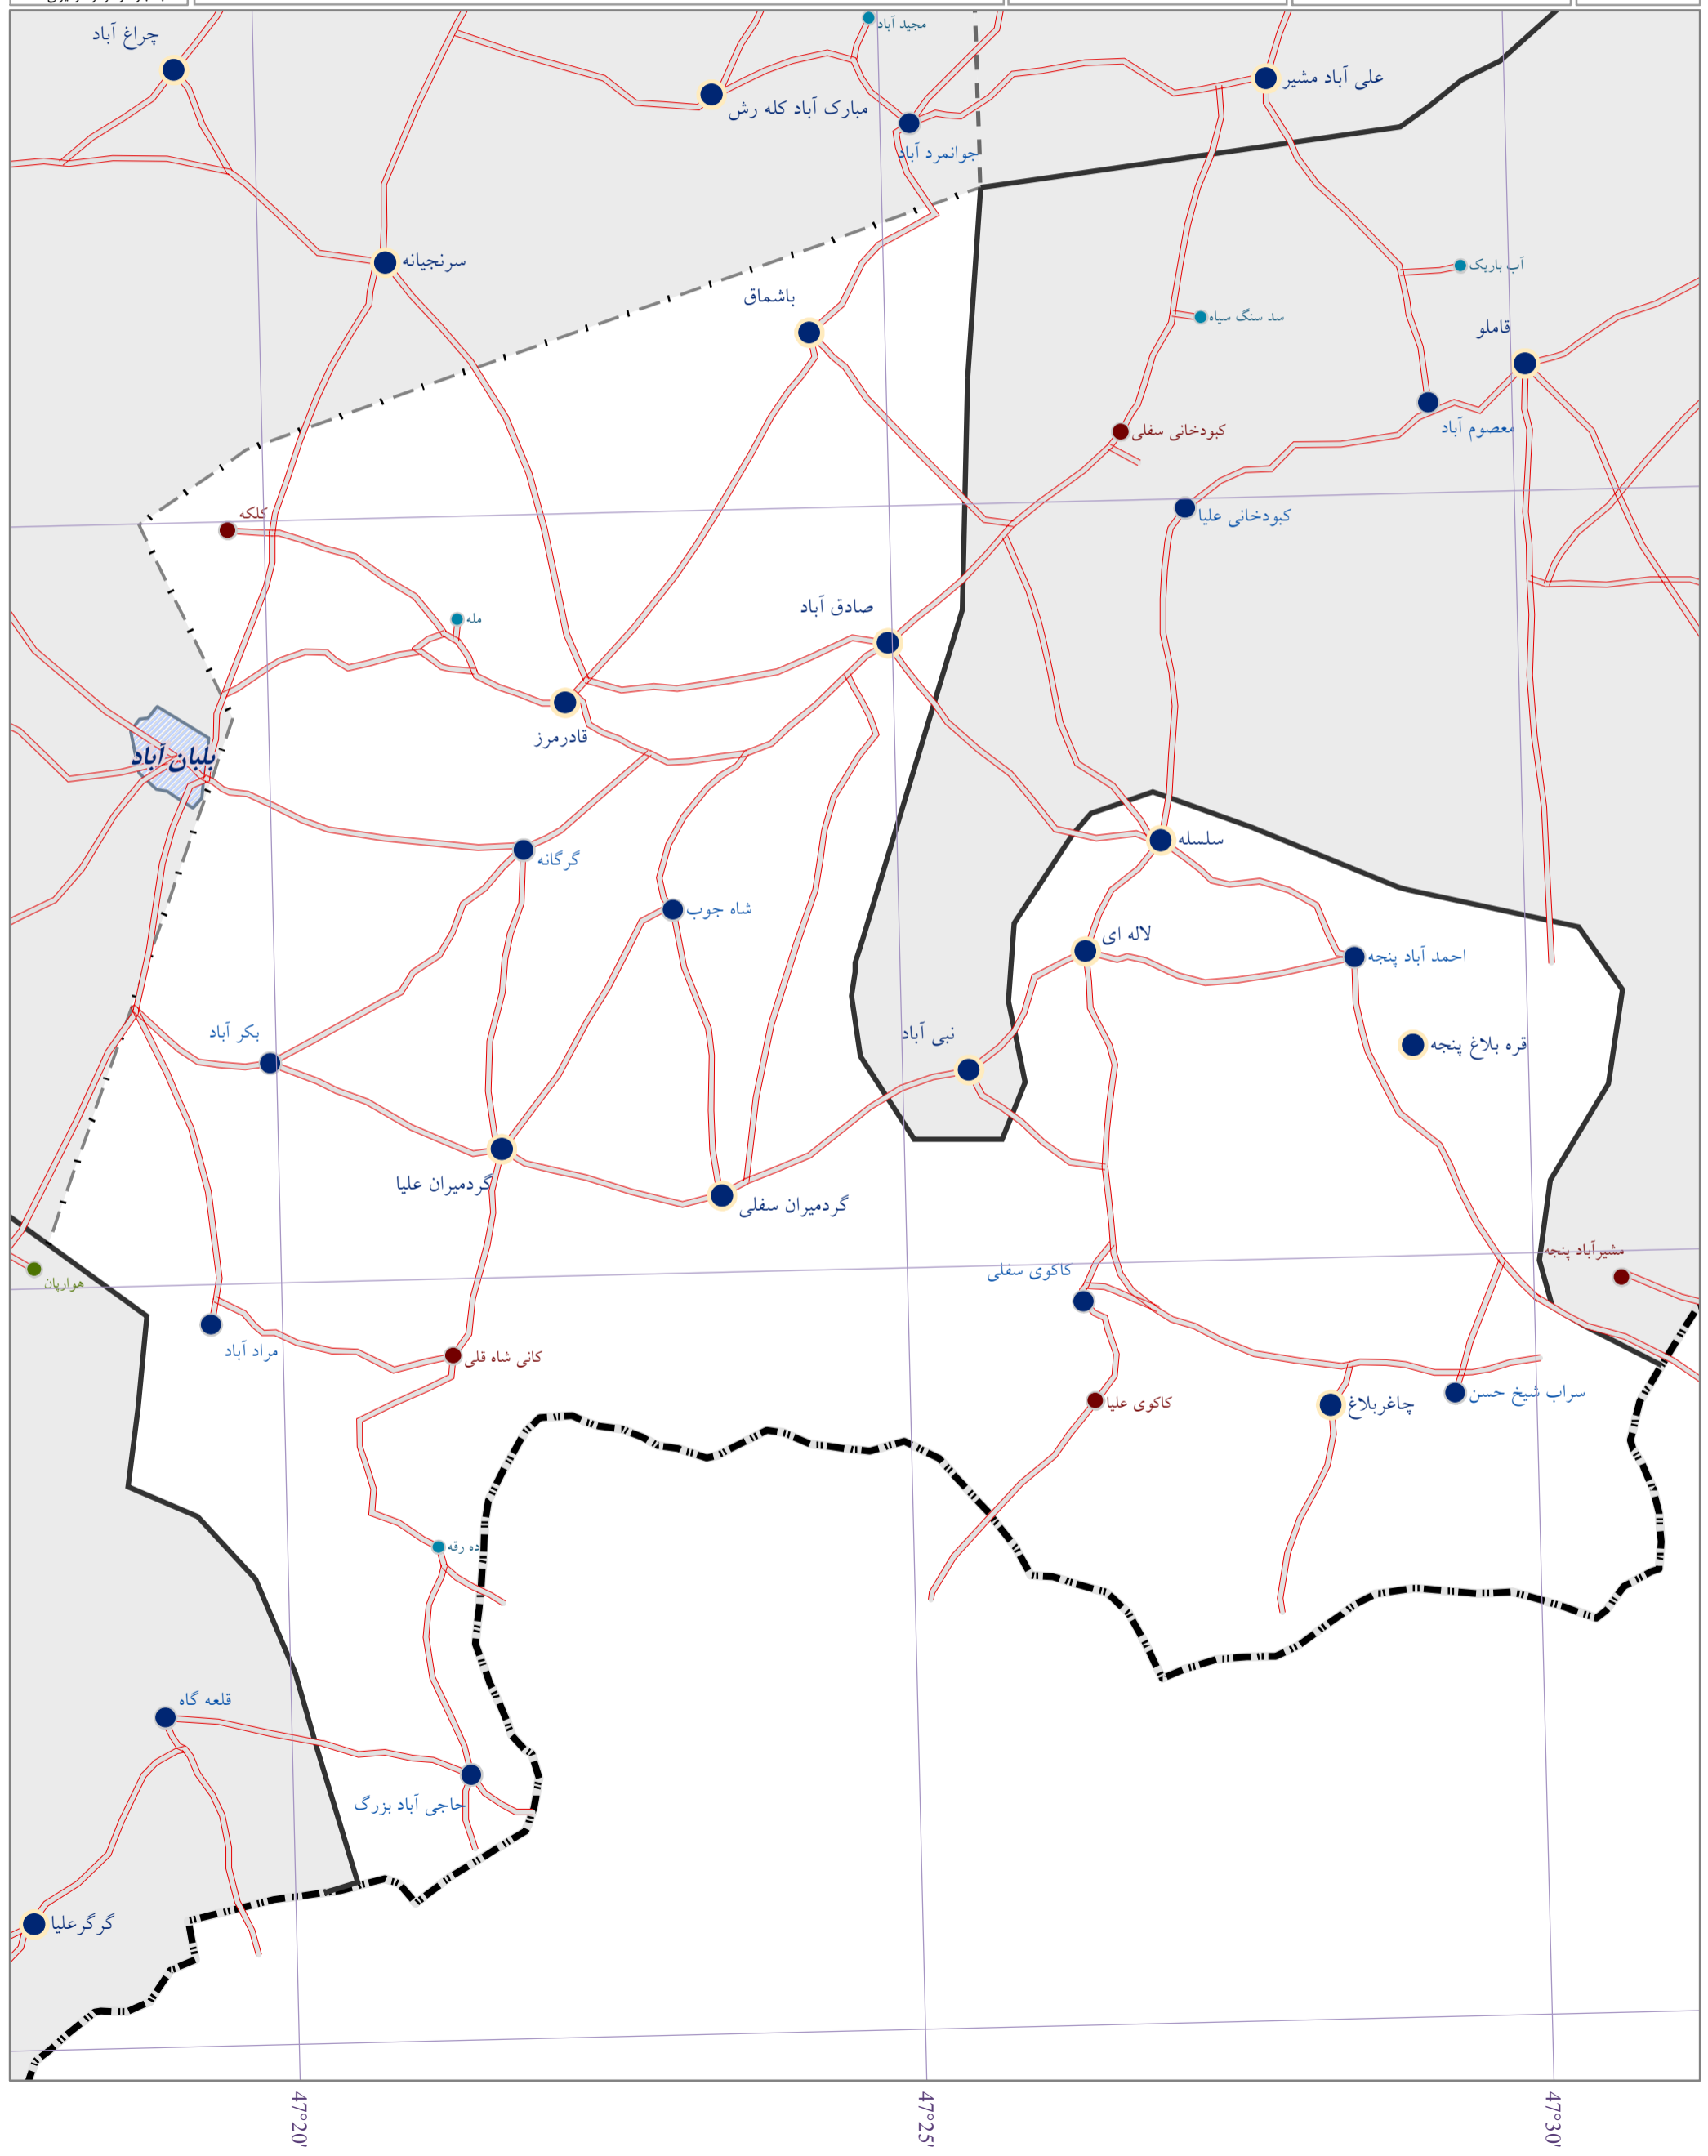 مجید آباد
چراغ آباد
علی آباد مشیر
مبارک آباد کله رش
جوانمرد آباد
سرنجیانه
آب باریک
باشماق
سد سنگ سیاه
قاملو
معصوم آباد
کبودخانی سفلی
کلکه
کبودخانی علیا
صادق آباد
مله
قادرمرز
بلبان آباد
سلسله
گرگانه
شاه جوب
لاله ای
احمد آباد پنجه
بکر آباد
نبی آباد
قره بلاغ پنجه
گردمیران علیا
گردمیران سفلی
مشیرآباد پنجه
کاکوی سفلی
هواریان
مراد آباد
کانی شاه قلی
سراب شیخ حسن
کاکوی علیا
چاغربلاغ
ده رقه
قلعه گاه
حاجی آباد بزرگ
گرگرعلیا
47°20'
47°25'
47°30'